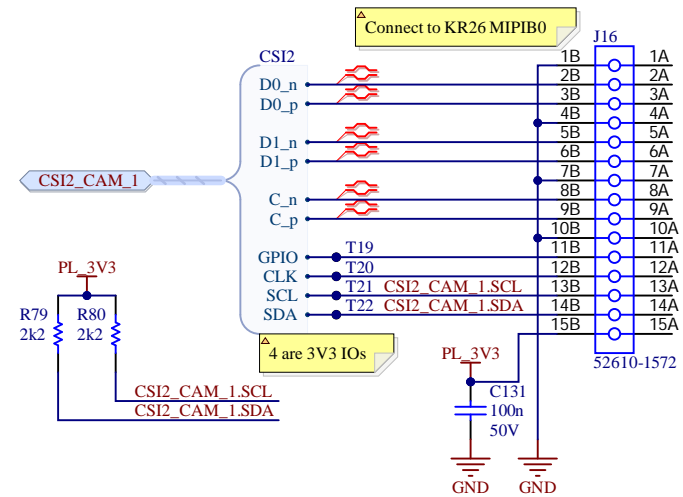 Connect to KR26 MIPIB0
J16
CSI2
1B 1A
D0_n 2B 2A
D0_p 3B 3A
4B 4A
D1_n 5B 5A
D1_p 6B 6A
CSI2_CAM_1 7B 7A
C_n 8B 8A
C_p 9B 9A
10B 10A
GPIO T19 11B 11A
PL_3V3 CLK T20 12B 12A
SCL T21 CSI2_CAM_1.SCL 13B 13A
R79 R80 SDA T22 CSI2_CAM_1.SDA 14B 14A
2k2 2k2 15B 15A
4 are 3V3 IOs PL_3V3 52610-1572
CSI2_CAM_1.SCL C131
CSI2_CAM_1.SDA 100n
50V
GND GND